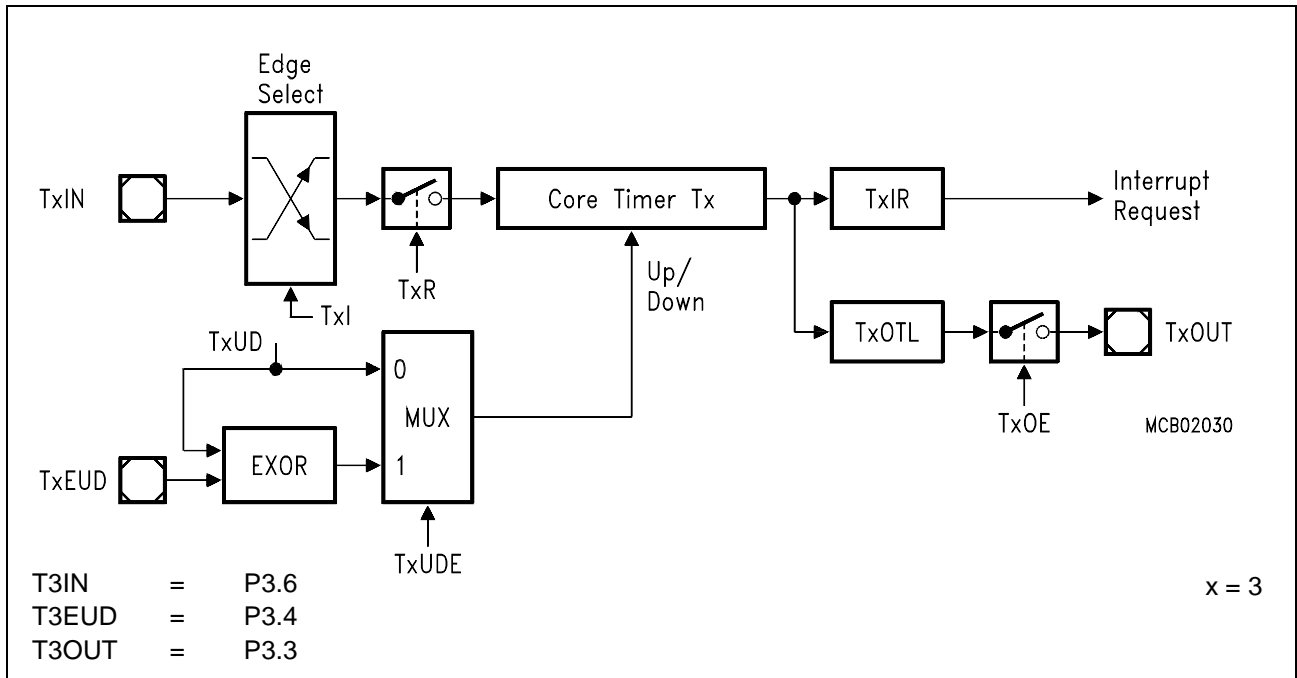 Edge
Select
TxIN
Core Timer Tx
TxIR
Interrupt
Request
TxR
Up/
Down
TxI
TxUD
TxOTL
TxOUT
0
MUX
TxOE
MCB02030
EXOR
1
TxEUD
TxUDE
T3IN = P3.6
x = 3
T3EUD = P3.4
T3OUT = P3.3